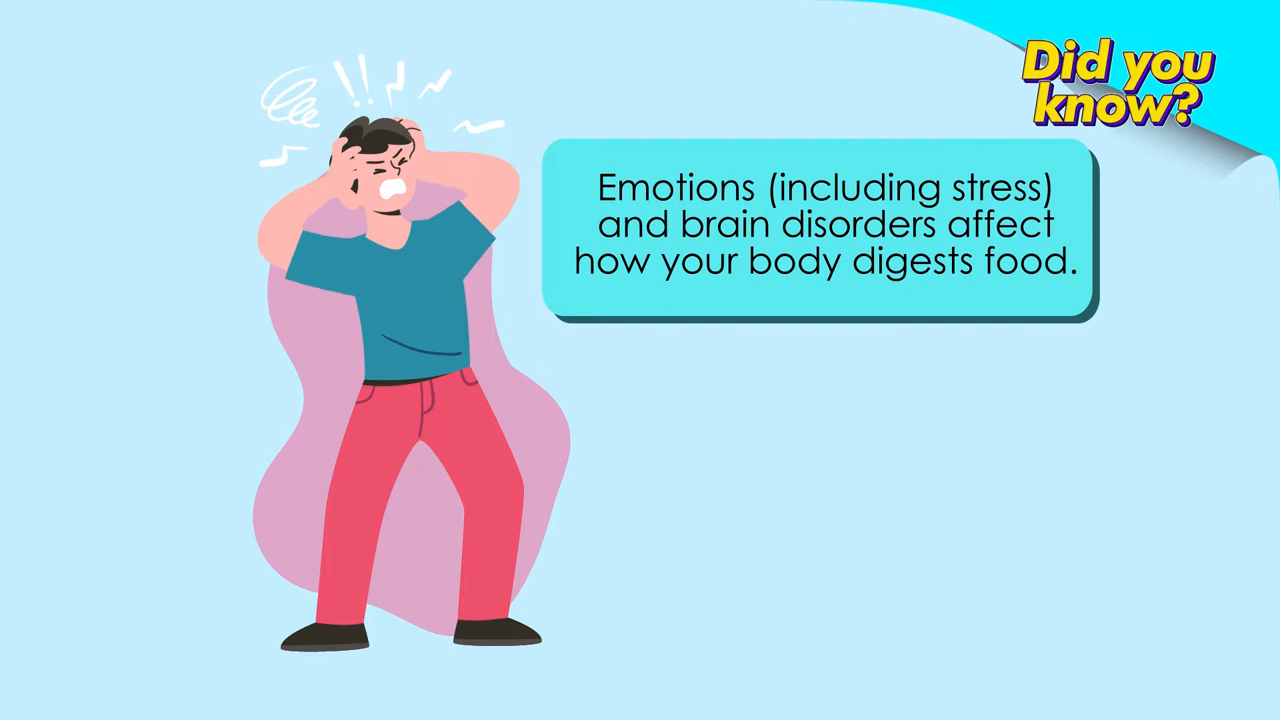 Did you
know?
Emotions (including stress)
and brain disorders affect
how your body digests food.